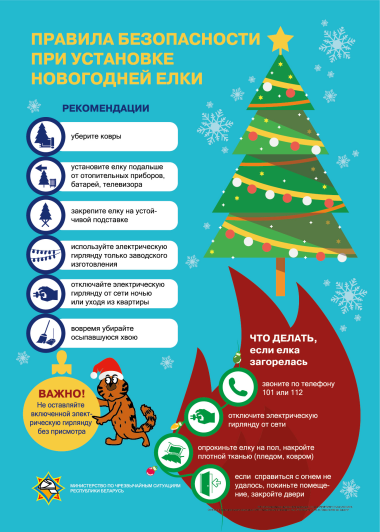 ПРАВИЛА БЕЗОПАСНОСТИ
ПРИ УСТАНОВКЕ
НОВОГОДНЕЙ ЕЛКИ
РЕКОМЕНДАЦИИ
уберите ковры
установите елку подальше
от отопительных приборов,
батарей, телевизора
закрепите елку на устой-
чивой подставке
используйте электрическую
гирлянду только заводского
изготовления
отключайте электрическую
гирлянду от сети ночью
или уходя из квартиры
вовремя убирайте
осыпавшуюся хвою
ВАЖНО!
Не оставляйте
включенной элект-
рическую гирлянду
без присмотра
ЧТО ДЕЛАТЬ,
если елка
загорелась
звоните по телефону
101 или 112
отключите электрическую
гирлянду от сети
опрокиньте елку на пол, накройте
плотной тканью (пледом, ковром)
если справиться с огнем не
удалось, покиньте помеще-
ние, закройте двери
МИНИСТЕРСТВО ПО ЧРЕЗВЫЧАЙНЫМ СИТУАЦИЯМ
РЕСПУБЛИКИ БЕЛАРУСЬ